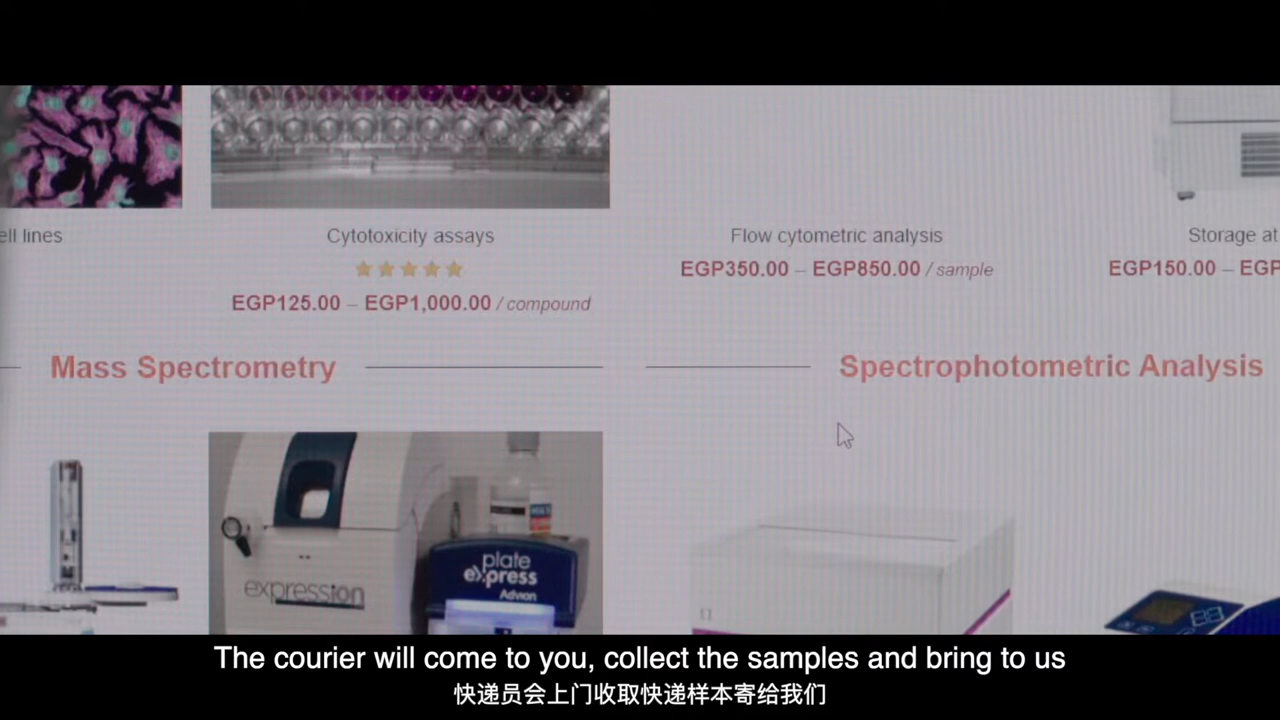 ell lines
Cytotoxicity assays
EGP125.00 – EGP1,000.00 / compound
Flow cytometric analysis
EGP350.00 – EGP850.00 / sample
Storage at
EGP150.00 – EGP
Mass Spectrometry
Spectrophotometric Analysis
expression
plate
express
Advion
The courier will come to you, collect the samples and bring to us
快递员会上门收取快递样本寄给我们